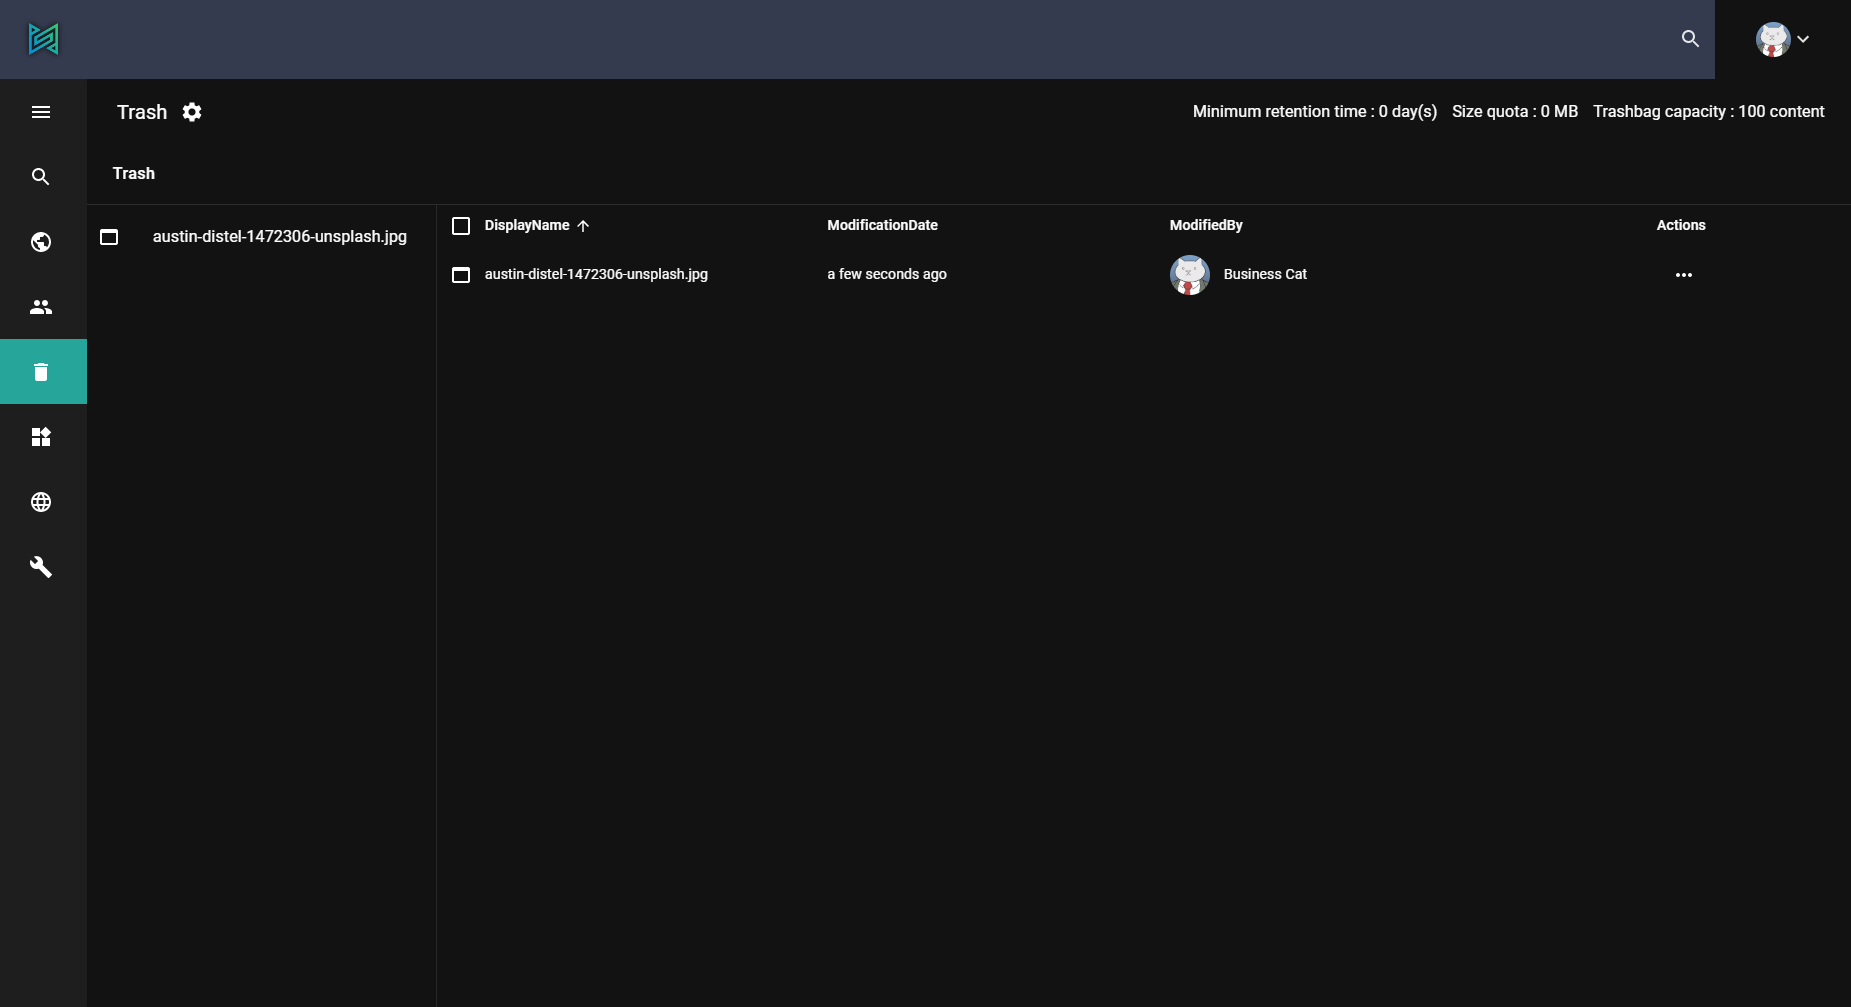 Trash
Minimum retention time : 0 day(s) Size quota : 0 MB Trashbag capacity : 100 content
Trash
austin-distel-1472306-unsplash.jpg
DisplayName ModificationDate ModifiedBy Actions
austin-distel-1472306-unsplash.jpg a few seconds ago Business Cat